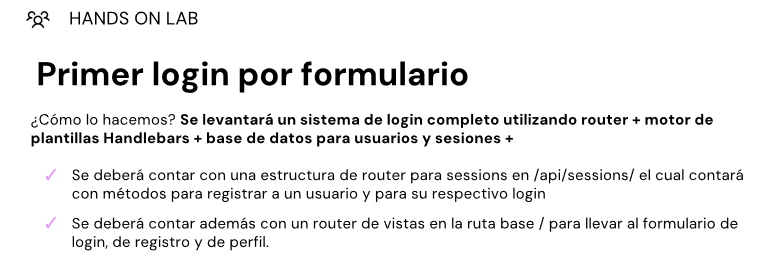 HANDS ON LAB
Primer login por formulario
¿Cómo lo hacemos? Se levantará un sistema de login completo utilizando router + motor de
plantillas Handlebars + base de datos para usuarios y sesiones +
✓ Se deberá contar con una estructura de router para sessions en /api/sessions/ el cual contará
con métodos para registrar a un usuario y para su respectivo login
✓ Se deberá contar además con un router de vistas en la ruta base / para llevar al formulario de
login, de registro y de perfil.